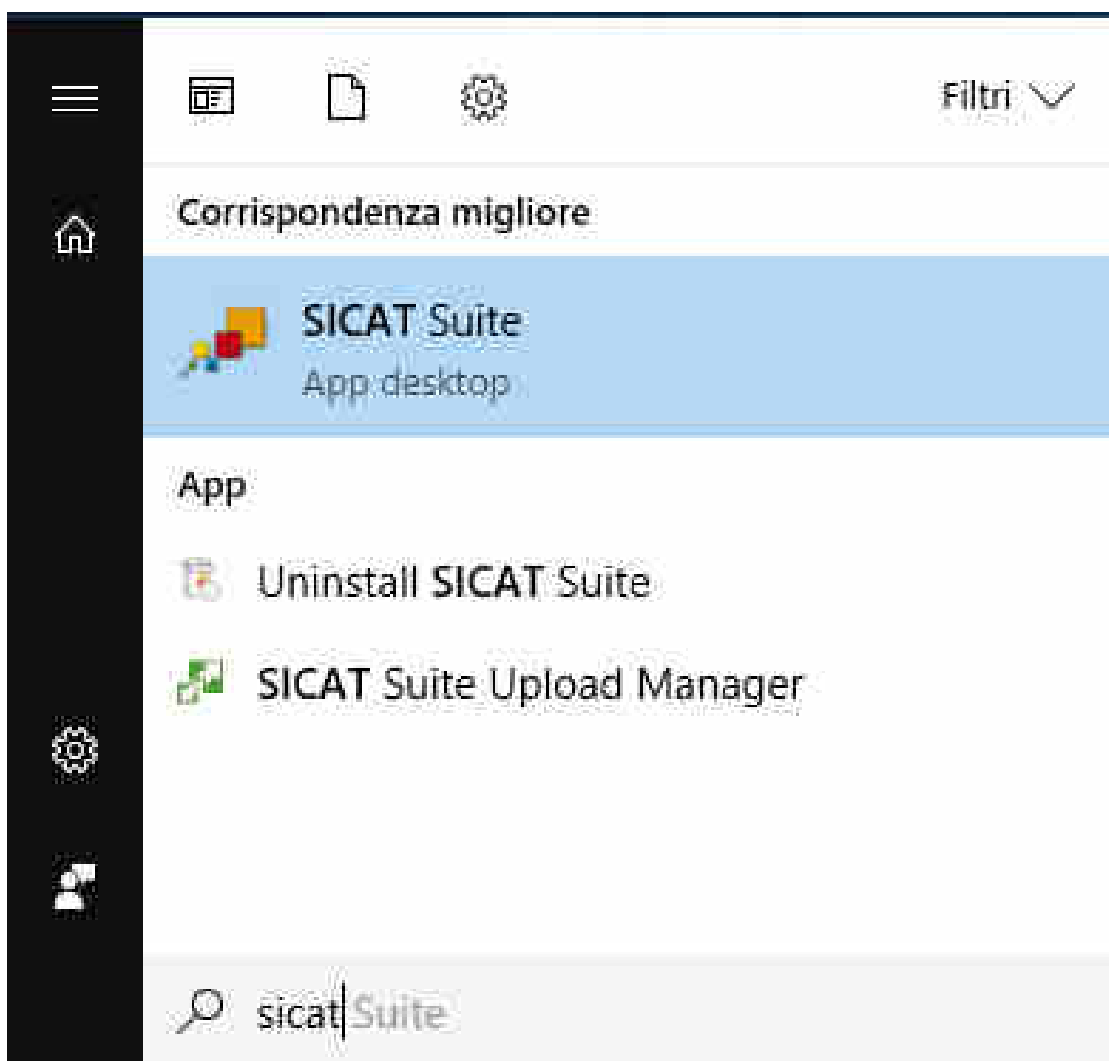 Filtri
Corrispondenza migliore
SICAT Suite
App desktop
App
Uninstall SICAT Suite
SICAT Suite Upload Manager
sicat Suite